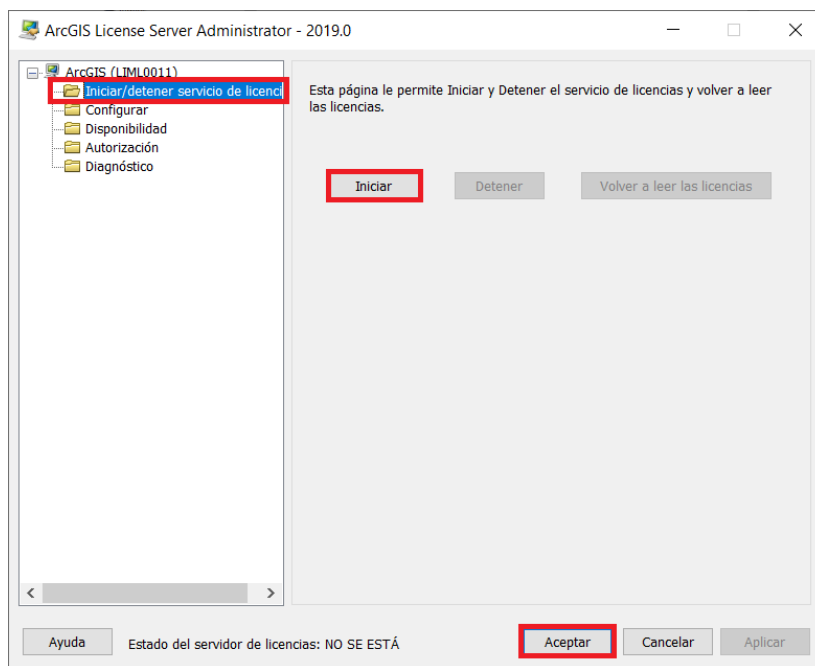 ArcGIS License Server Administrator - 2019.0
ArcGIS (LIML0011)
Iniciar/detener servicio de licenci
Configurar
Disponibilidad
Autorización
Diagnóstico
Esta página le permite Iniciar y Detener el servicio de licencias y volver a leer
las licencias.
Iniciar Detener Volver a leer las licencias
Ayuda Estado del servidor de licencias: NO SE ESTÁ Aceptar Cancelar Aplicar